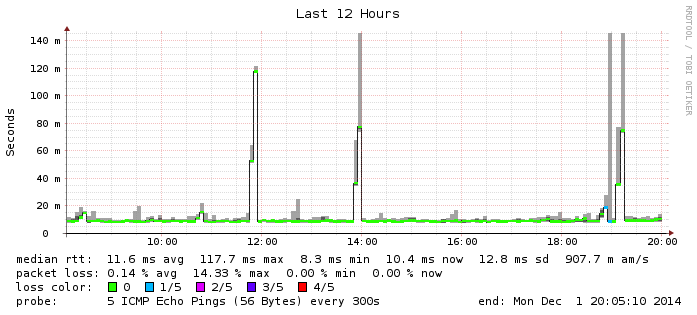 Last 12 Hours
RRDTOOL / TOBI OETIKER
Seconds
140 m
120 m
100 m
80 m
60 m
40 m
20 m
0
10:00 12:00 14:00 16:00 18:00 20:00
median rtt: 11.6 ms avg 117.7 ms max 8.3 ms min 10.4 ms now 12.8 ms sd 907.7 m am/s
packet loss: 0.14 % avg 14.33 % max 0.00 % min 0.00 % now
loss color: 0 1/5 2/5 3/5 4/5
probe: 5 ICMP Echo Pings (56 Bytes) every 300s end: Mon Dec 1 20:05:10 2014